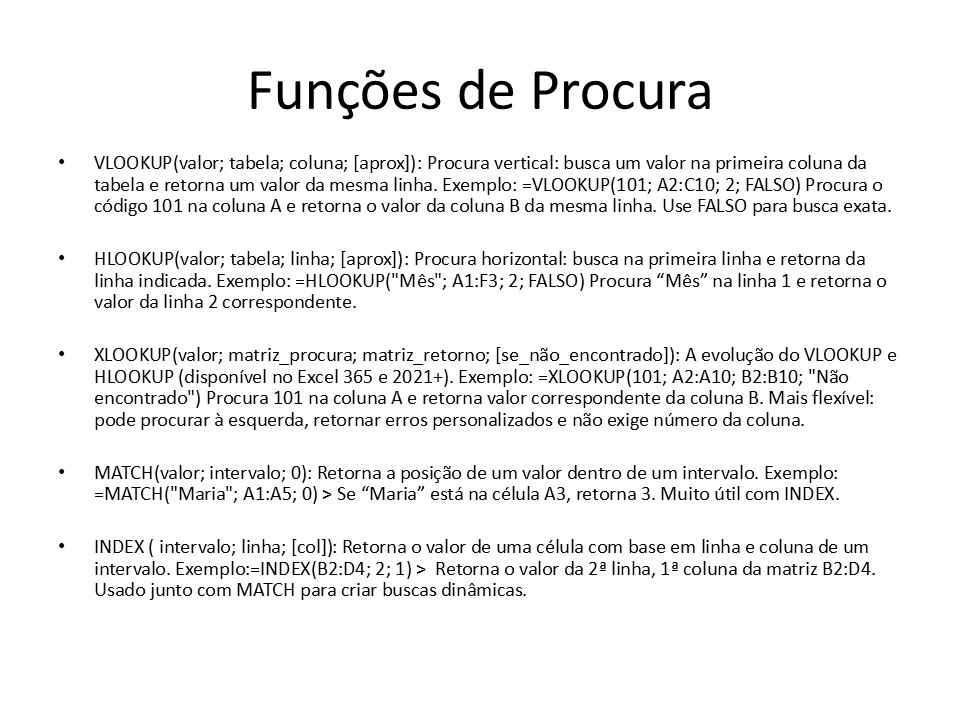 Funções de Procura
• VLOOKUP(valor; tabela; coluna; [aprox]): Procura vertical: busca um valor na primeira coluna da
tabela e retorna um valor da mesma linha. Exemplo: =VLOOKUP(101; A2:C10; 2; FALSO) Procura o
código 101 na coluna A e retorna o valor da coluna B da mesma linha. Use FALSO para busca exata.
• HLOOKUP(valor; tabela; linha; [aprox]): Procura horizontal: busca na primeira linha e retorna da
linha indicada. Exemplo: =HLOOKUP("Mês"; A1:F3; 2; FALSO) Procura “Mês” na linha 1 e retorna o
valor da linha 2 correspondente.
• XLOOKUP(valor; matriz_procura; matriz_retorno; [se_não_encontrado]): A evolução do VLOOKUP e
HLOOKUP (disponível no Excel 365 e 2021+). Exemplo: =XLOOKUP(101; A2:A10; B2:B10; "Não
encontrado") Procura 101 na coluna A e retorna valor correspondente da coluna B. Mais flexível:
pode procurar à esquerda, retornar erros personalizados e não exige número da coluna.
• MATCH(valor; intervalo; 0): Retorna a posição de um valor dentro de um intervalo. Exemplo:
=MATCH("Maria"; A1:A5; 0) > Se “Maria” está na célula A3, retorna 3. Muito útil com INDEX.
• INDEX ( intervalo; linha; [col]): Retorna o valor de uma célula com base em linha e coluna de um
intervalo. Exemplo:=INDEX(B2:D4; 2; 1) > Retorna o valor da 2ª linha, 1ª coluna da matriz B2:D4.
Usado junto com MATCH para criar buscas dinâmicas.